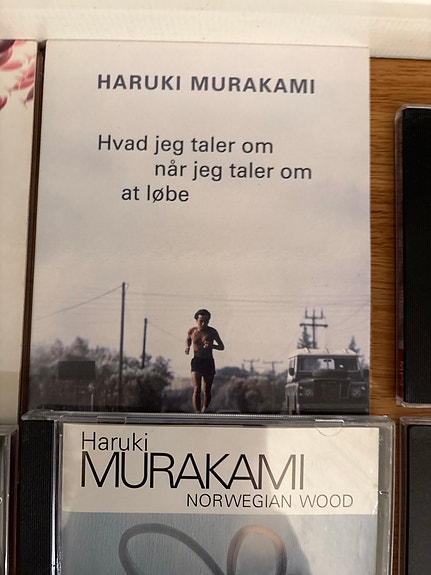 HARUKI MURAKAMI
Hvad jeg taler om
når jeg taler om
at løbe
Haruki
MURAKAMI
NORWEGIAN WOOD